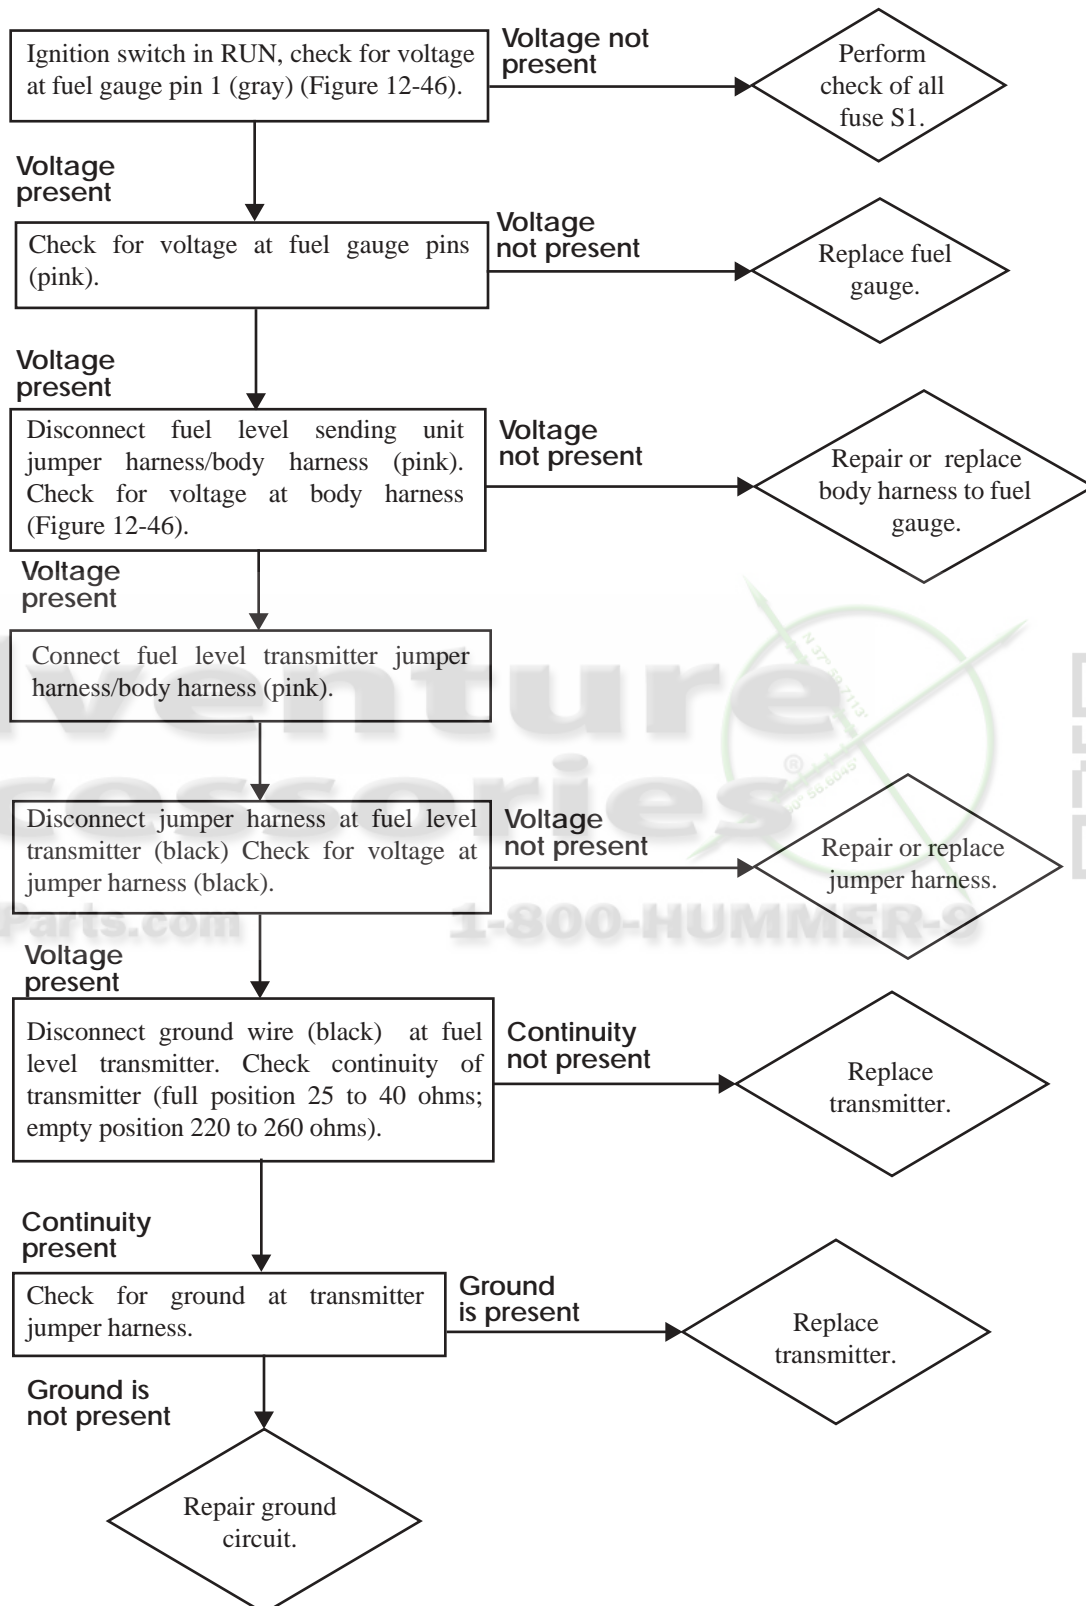 Ignition switch in RUN, check for voltage
at fuel gauge pin 1 (gray) (Figure 12-46).
Voltage not
present
Perform
check of all
fuse S1.
Voltage
present
Check for voltage at fuel gauge pins
(pink).
Voltage
not present
Replace fuel
gauge.
Voltage
present
Disconnect fuel level sending unit
jumper harness/body harness (pink).
Check for voltage at body harness
(Figure 12-46).
Voltage
not present
Repair or replace
body harness to fuel
gauge.
Voltage
present
Connect fuel level transmitter jumper
harness/body harness (pink).
venture
N 37° 
®
56.6045'
cessories
Disconnect jumper harness at fuel level
transmitter (black) Check for voltage at
jumper harness (black).
Voltage
not present
Repair or replace
jumper harness.
Parts.com
1-800-HUMMER-9
Voltage
present
Disconnect ground wire (black) at fuel
level transmitter. Check continuity of
transmitter (full position 25 to 40 ohms;
empty position 220 to 260 ohms).
Continuity
not present
Replace
transmitter.
Continuity
present
Check for ground at transmitter
jumper harness.
Ground
is present
Replace
transmitter.
Ground is
not present
Repair ground
circuit.